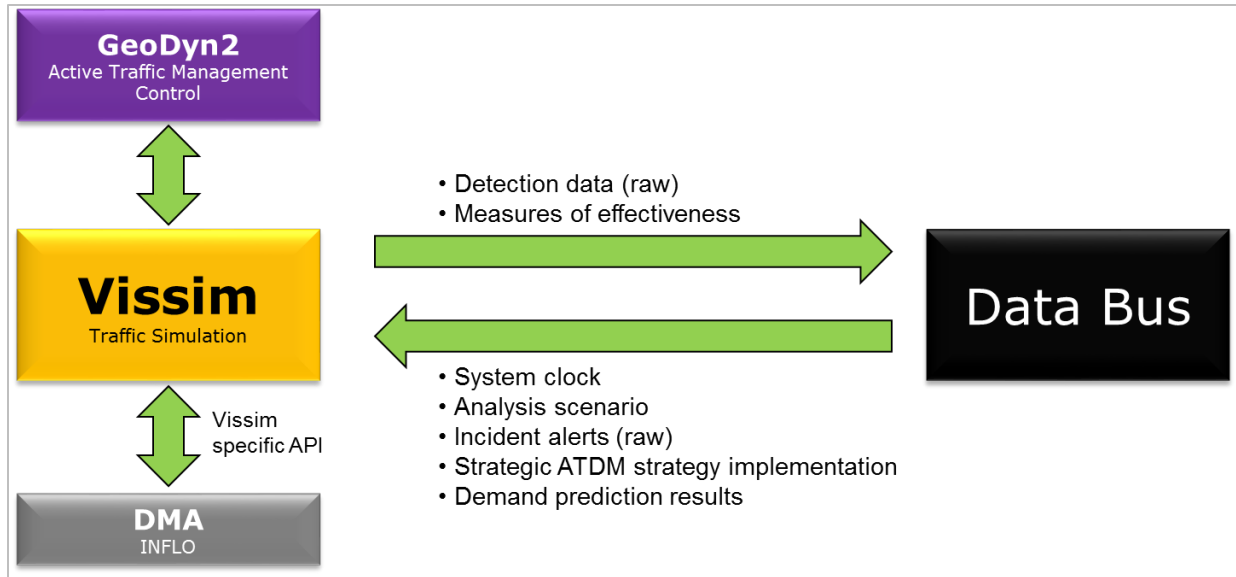 GeoDyn2
Active Traffic Management
Control
• Detection data (raw)
• Measures of effectiveness
Vissim
Traffic Simulation
Data Bus
• System clock
• Analysis scenario
• Incident alerts (raw)
• Strategic ATDM strategy implementation
• Demand prediction results
Vissim
specific API
DMA
INFLO